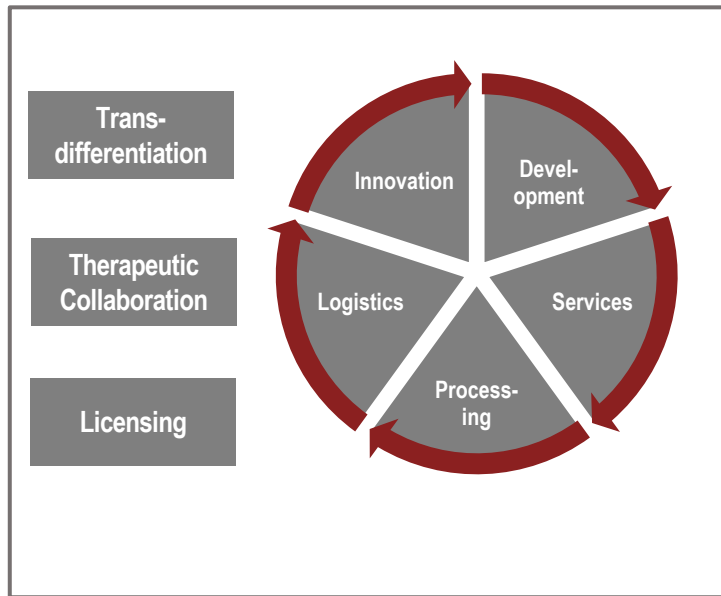 Trans-
differentiation
Therapeutic
Collaboration
Licensing
Innovation
Devel-
opment
Services
Process-
ing
Logistics